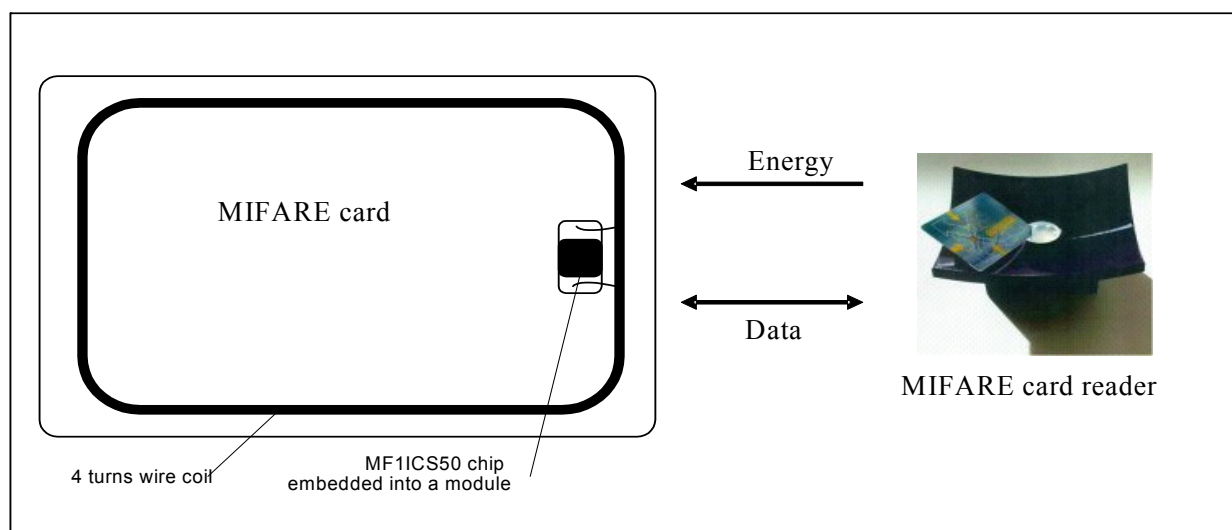 MIFARE card
Energy
Data
MIFARE card reader
4 turns wire coil
MF1ICS50 chip
embedded into a module